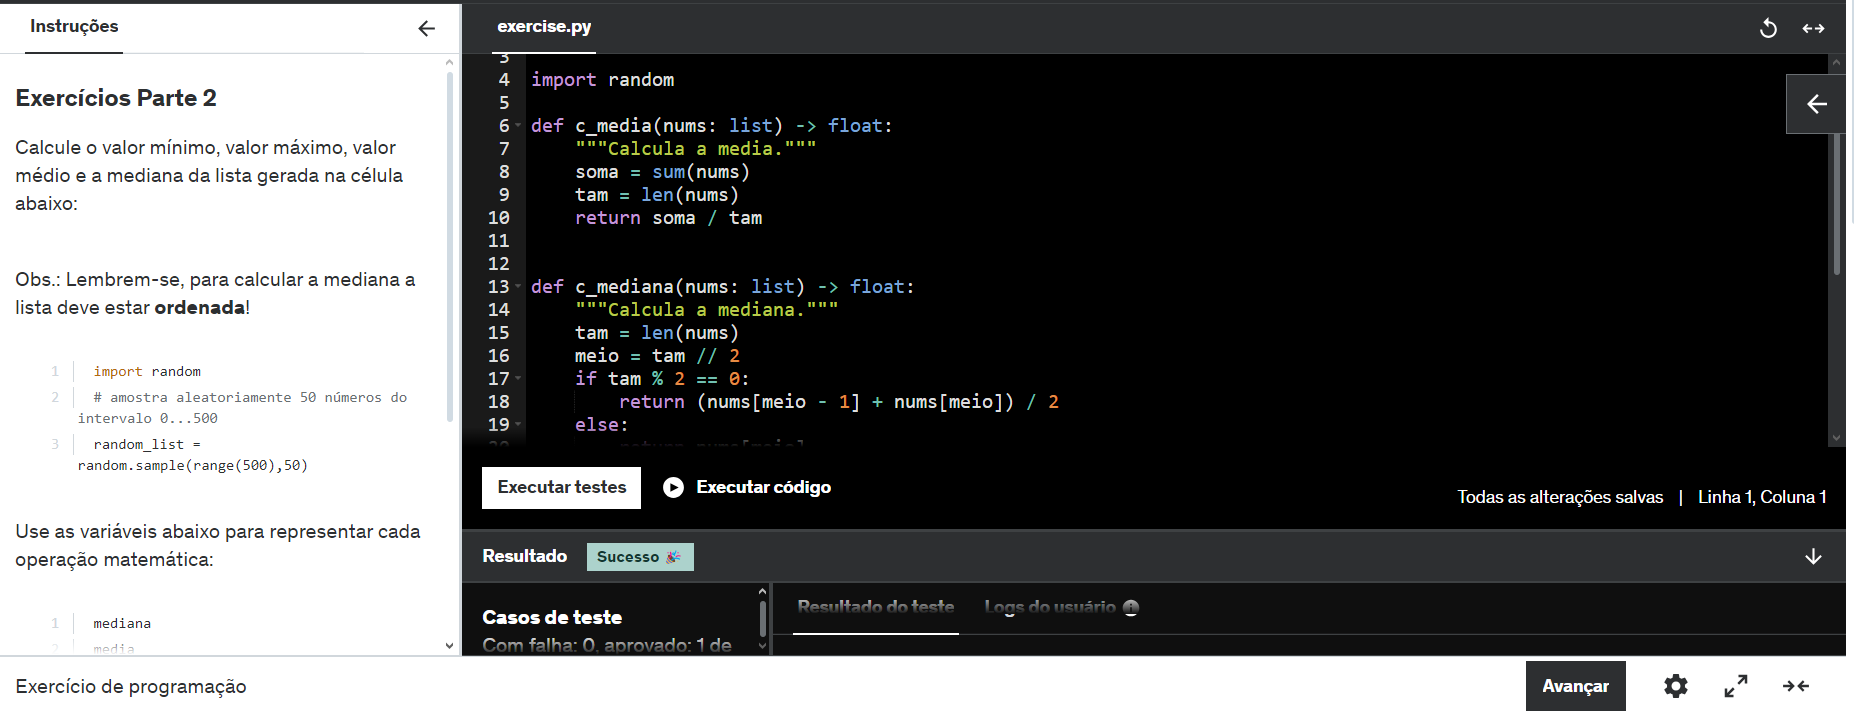 Instruções
Exercícios Parte 2
Calcule o valor mínimo, valor máximo, valor
médio e a mediana da lista gerada na célula
abaixo:
Obs.: Lembrem-se, para calcular a mediana a
lista deve estar ordenada!
1 import random
2 # amostra aleatoriamente 50 números do
intervalo 0...500
3 random_list =
random.sample(range(500),50)
Use as variáveis abaixo para representar cada
operação matemática:
1 mediana
2 media
exercise.py
3
4 import random
5
6 def c_media(nums: list) -> float:
7 """Calcula a media."""
8 soma = sum(nums)
9 tam = len(nums)
10 return soma / tam
11
12
13 def c_mediana(nums: list) -> float:
14 """Calcula a mediana."""
15 tam = len(nums)
16 meio = tam // 2
17 if tam % 2 == 0:
18 return (nums[meio - 1] + nums[meio]) / 2
19 else:
20 return nums[meio]
Executar testes
Executar código
Todas as alterações salvas | Linha 1, Coluna 1
Resultado
Sucesso 🎉
Casos de teste
Com falha: 0, aprovado: 1 de
Resultado do teste
Logs do usuário
Exercício de programação
Avançar